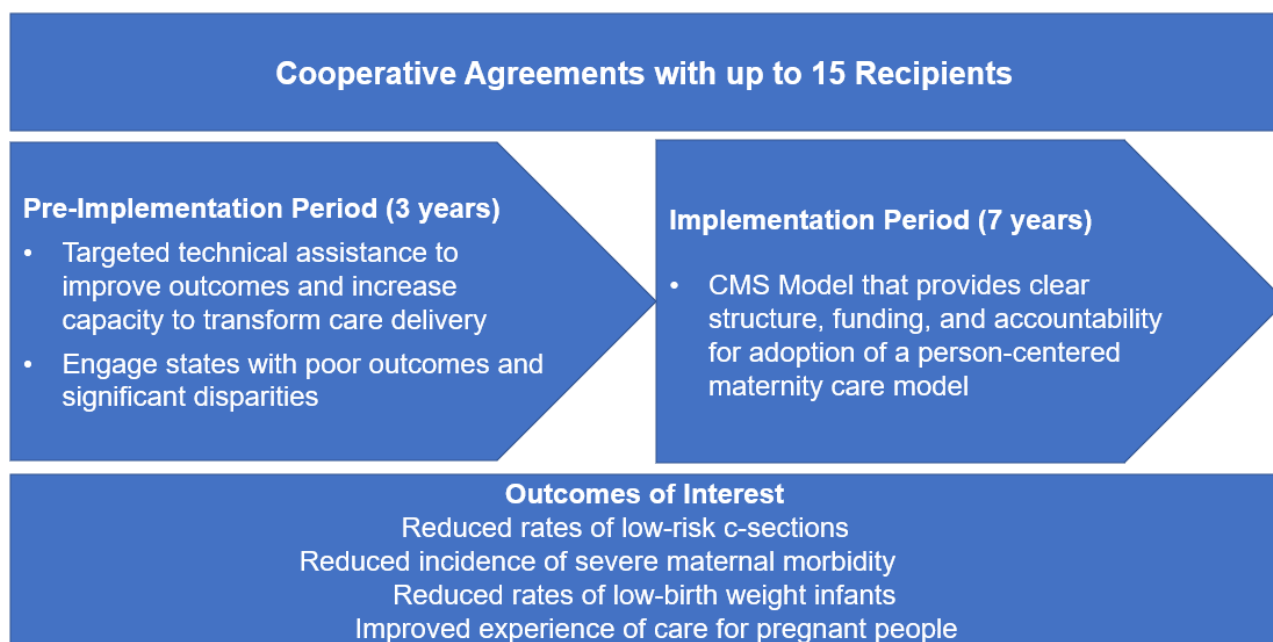 Cooperative Agreements with up to 15 Recipients
Pre-Implementation Period (3 years)
• Targeted technical assistance to
improve outcomes and increase
capacity to transform care delivery
• Engage states with poor outcomes and
significant disparities
Implementation Period (7 years)
• CMS Model that provides clear
structure, funding, and accountability
for adoption of a person-centered
maternity care model
Outcomes of Interest
Reduced rates of low-risk c-sections
Reduced incidence of severe maternal morbidity
Reduced rates of low-birth weight infants
Improved experience of care for pregnant people